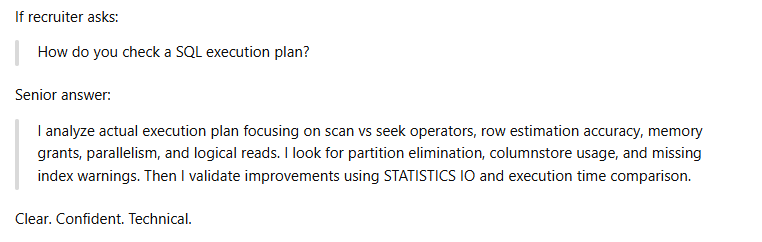 If recruiter asks:
How do you check a SQL execution plan?
Senior answer:
I analyze actual execution plan focusing on scan vs seek operators, row estimation accuracy, memory
grants, parallelism, and logical reads. I look for partition elimination, columnstore usage, and missing
index warnings. Then I validate improvements using STATISTICS IO and execution time comparison.
Clear. Confident. Technical.